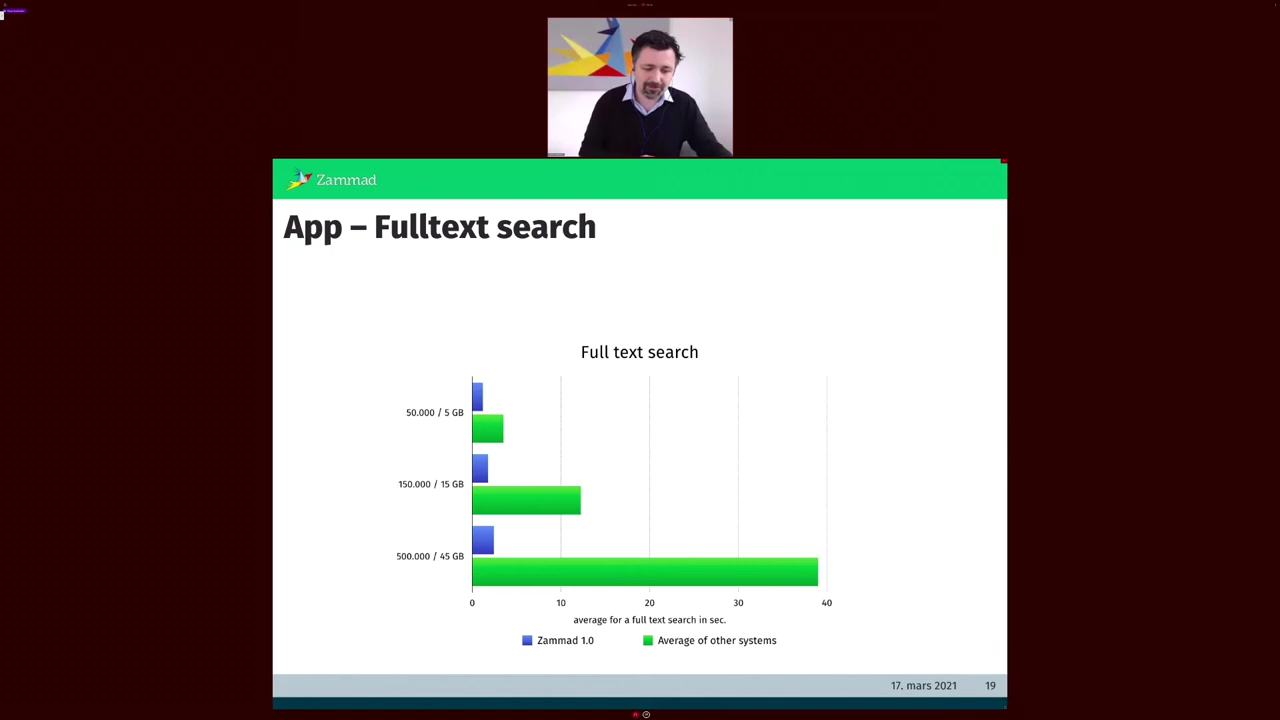 Zammad
App – Fulltext search
Full text search
50.000 / 5 GB
150.000 / 15 GB
500.000 / 45 GB
0 10 20 30 40
average for a full text search in sec.
Zammad 1.0 Average of other systems
17. mars 2021 19